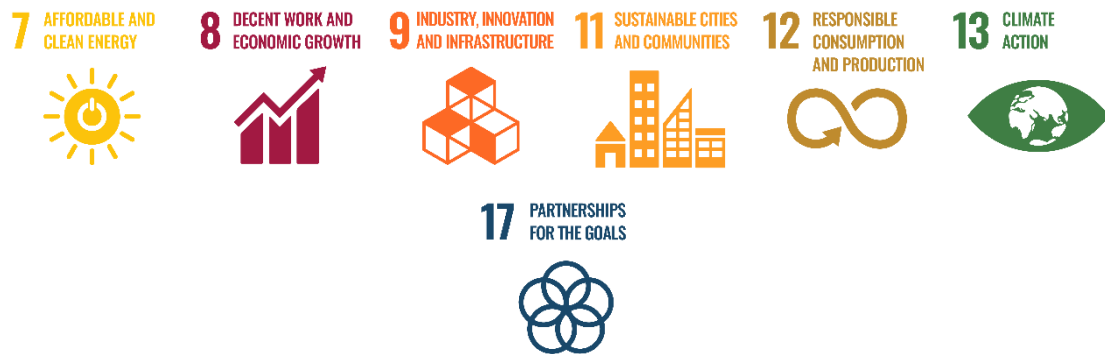 7 AFFORDABLE AND
CLEAN ENERGY
8 DECENT WORK AND
ECONOMIC GROWTH
9 INDUSTRY, INNOVATION
AND INFRASTRUCTURE
11 SUSTAINABLE CITIES
AND COMMUNITIES
12 RESPONSIBLE
CONSUMPTION
AND PRODUCTION
13 CLIMATE
ACTION
17 PARTNERSHIPS
FOR THE GOALS